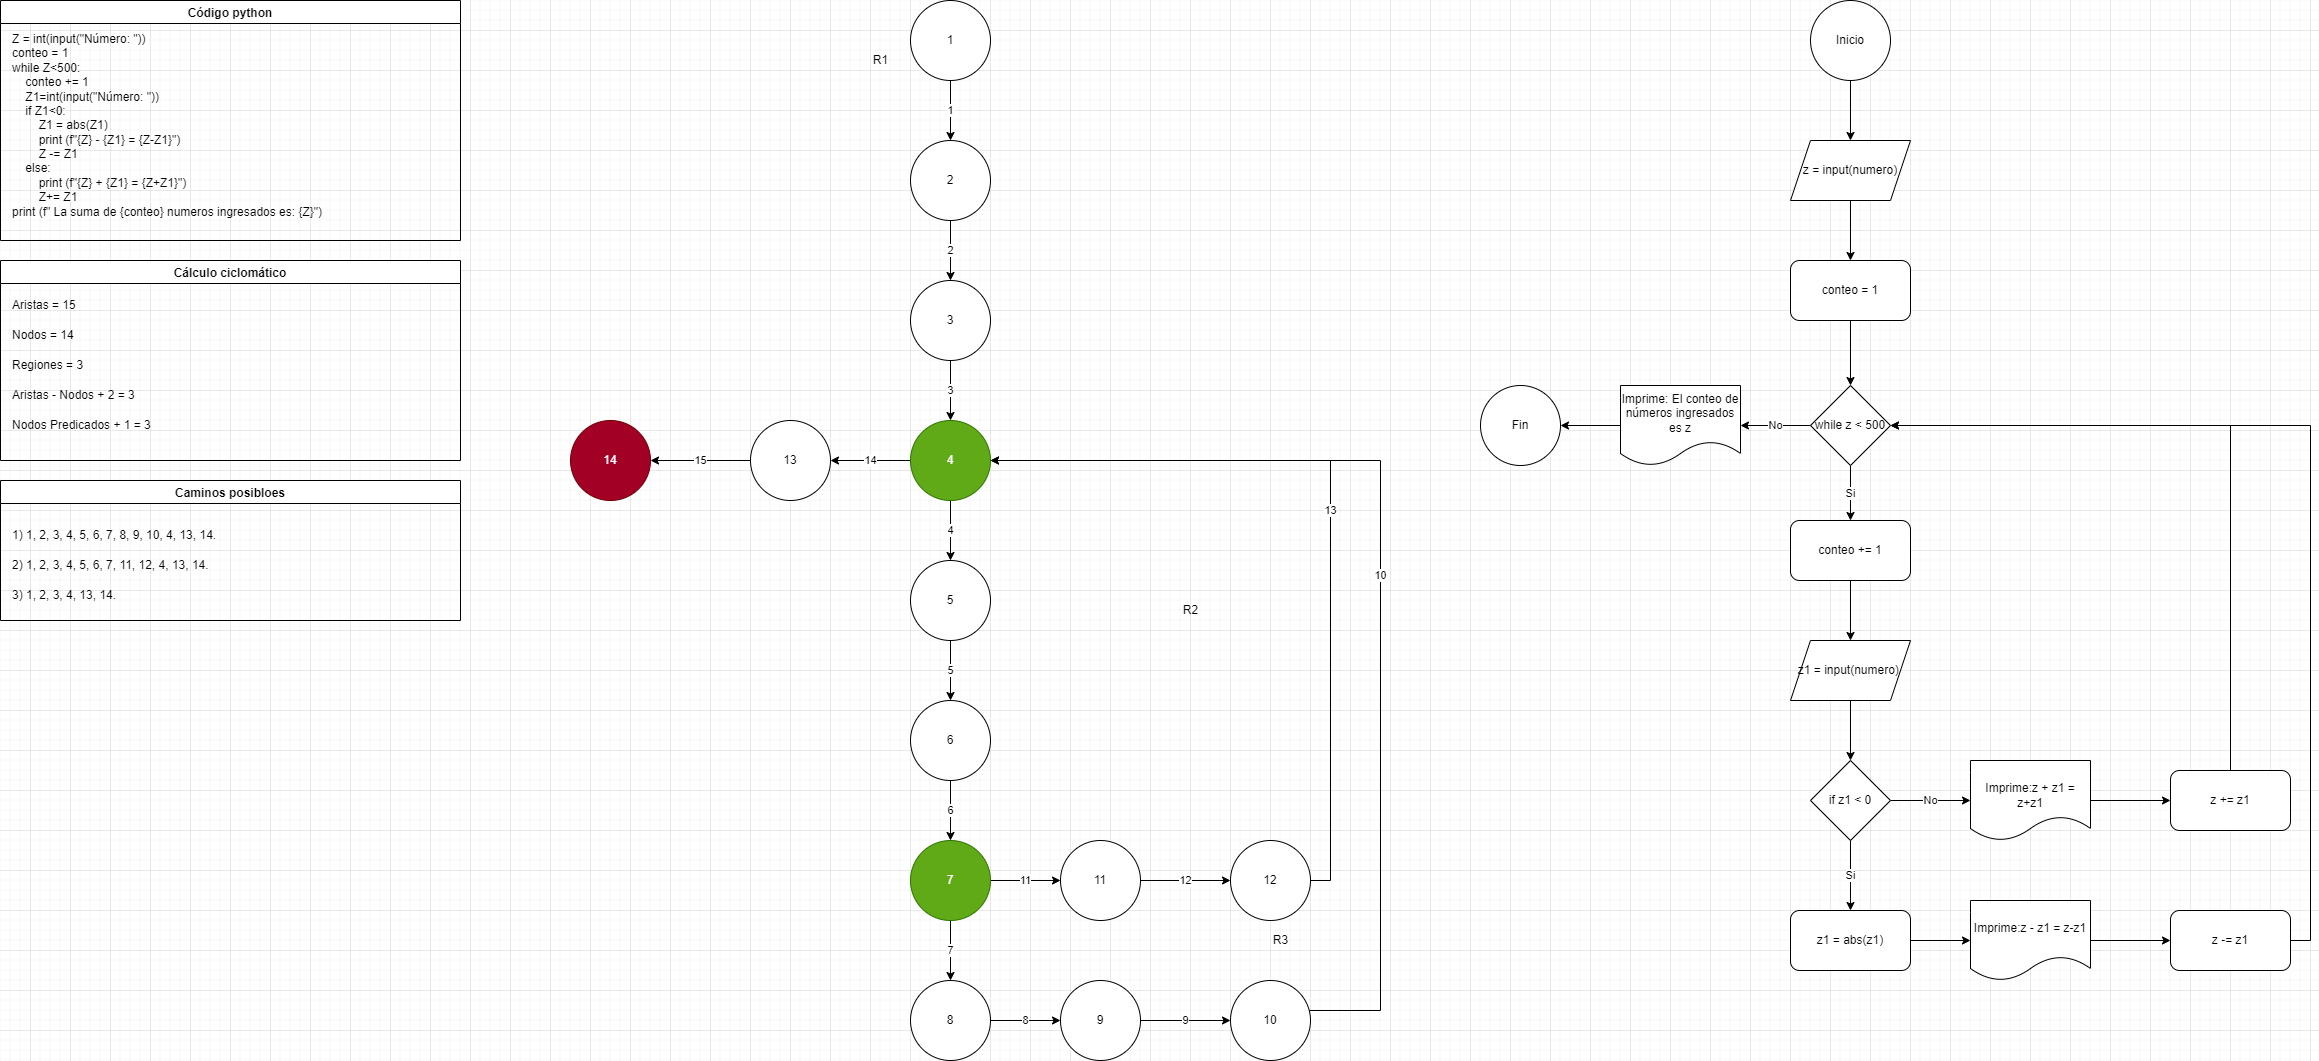 Código python
Z = int(input("Número: "))
conteo = 1
while Z<500:
    conteo += 1
    Z1=int(input("Número: "))
    if Z1<0:
        Z1 = abs(Z1)
        print (f"{Z} - {Z1} = {Z-Z1}")
        Z -= Z1
    else:
        print (f"{Z} + {Z1} = {Z+Z1}")
        Z+= Z1
print (f" La suma de {conteo} numeros ingresados es: {Z}")
Cálculo ciclomático
Aristas = 15
Nodos = 14
Regiones = 3
Aristas - Nodos + 2 = 3
Nodos Predicados + 1 = 3
Caminos posibloes
1) 1, 2, 3, 4, 5, 6, 7, 8, 9, 10, 4, 13, 14.
2) 1, 2, 3, 4, 5, 6, 7, 11, 12, 4, 13, 14.
3) 1, 2, 3, 4, 13, 14.
1
R1
1
2
2
3
3
14
15
13
14
4
13
4
10
5
R2
5
6
6
7
11
11
12
12
R3
7
8
8
9
9
10
Inicio
z = input(numero)
conteo = 1
Fin
Imprime: El conteo de
números ingresados
es z
No
while z < 500
Si
conteo += 1
z1 = input(numero)
if z1 < 0
No
Imprime:z + z1 =
z+z1
z += z1
Si
z1 = abs(z1)
Imprime:z - z1 = z-z1
z -= z1